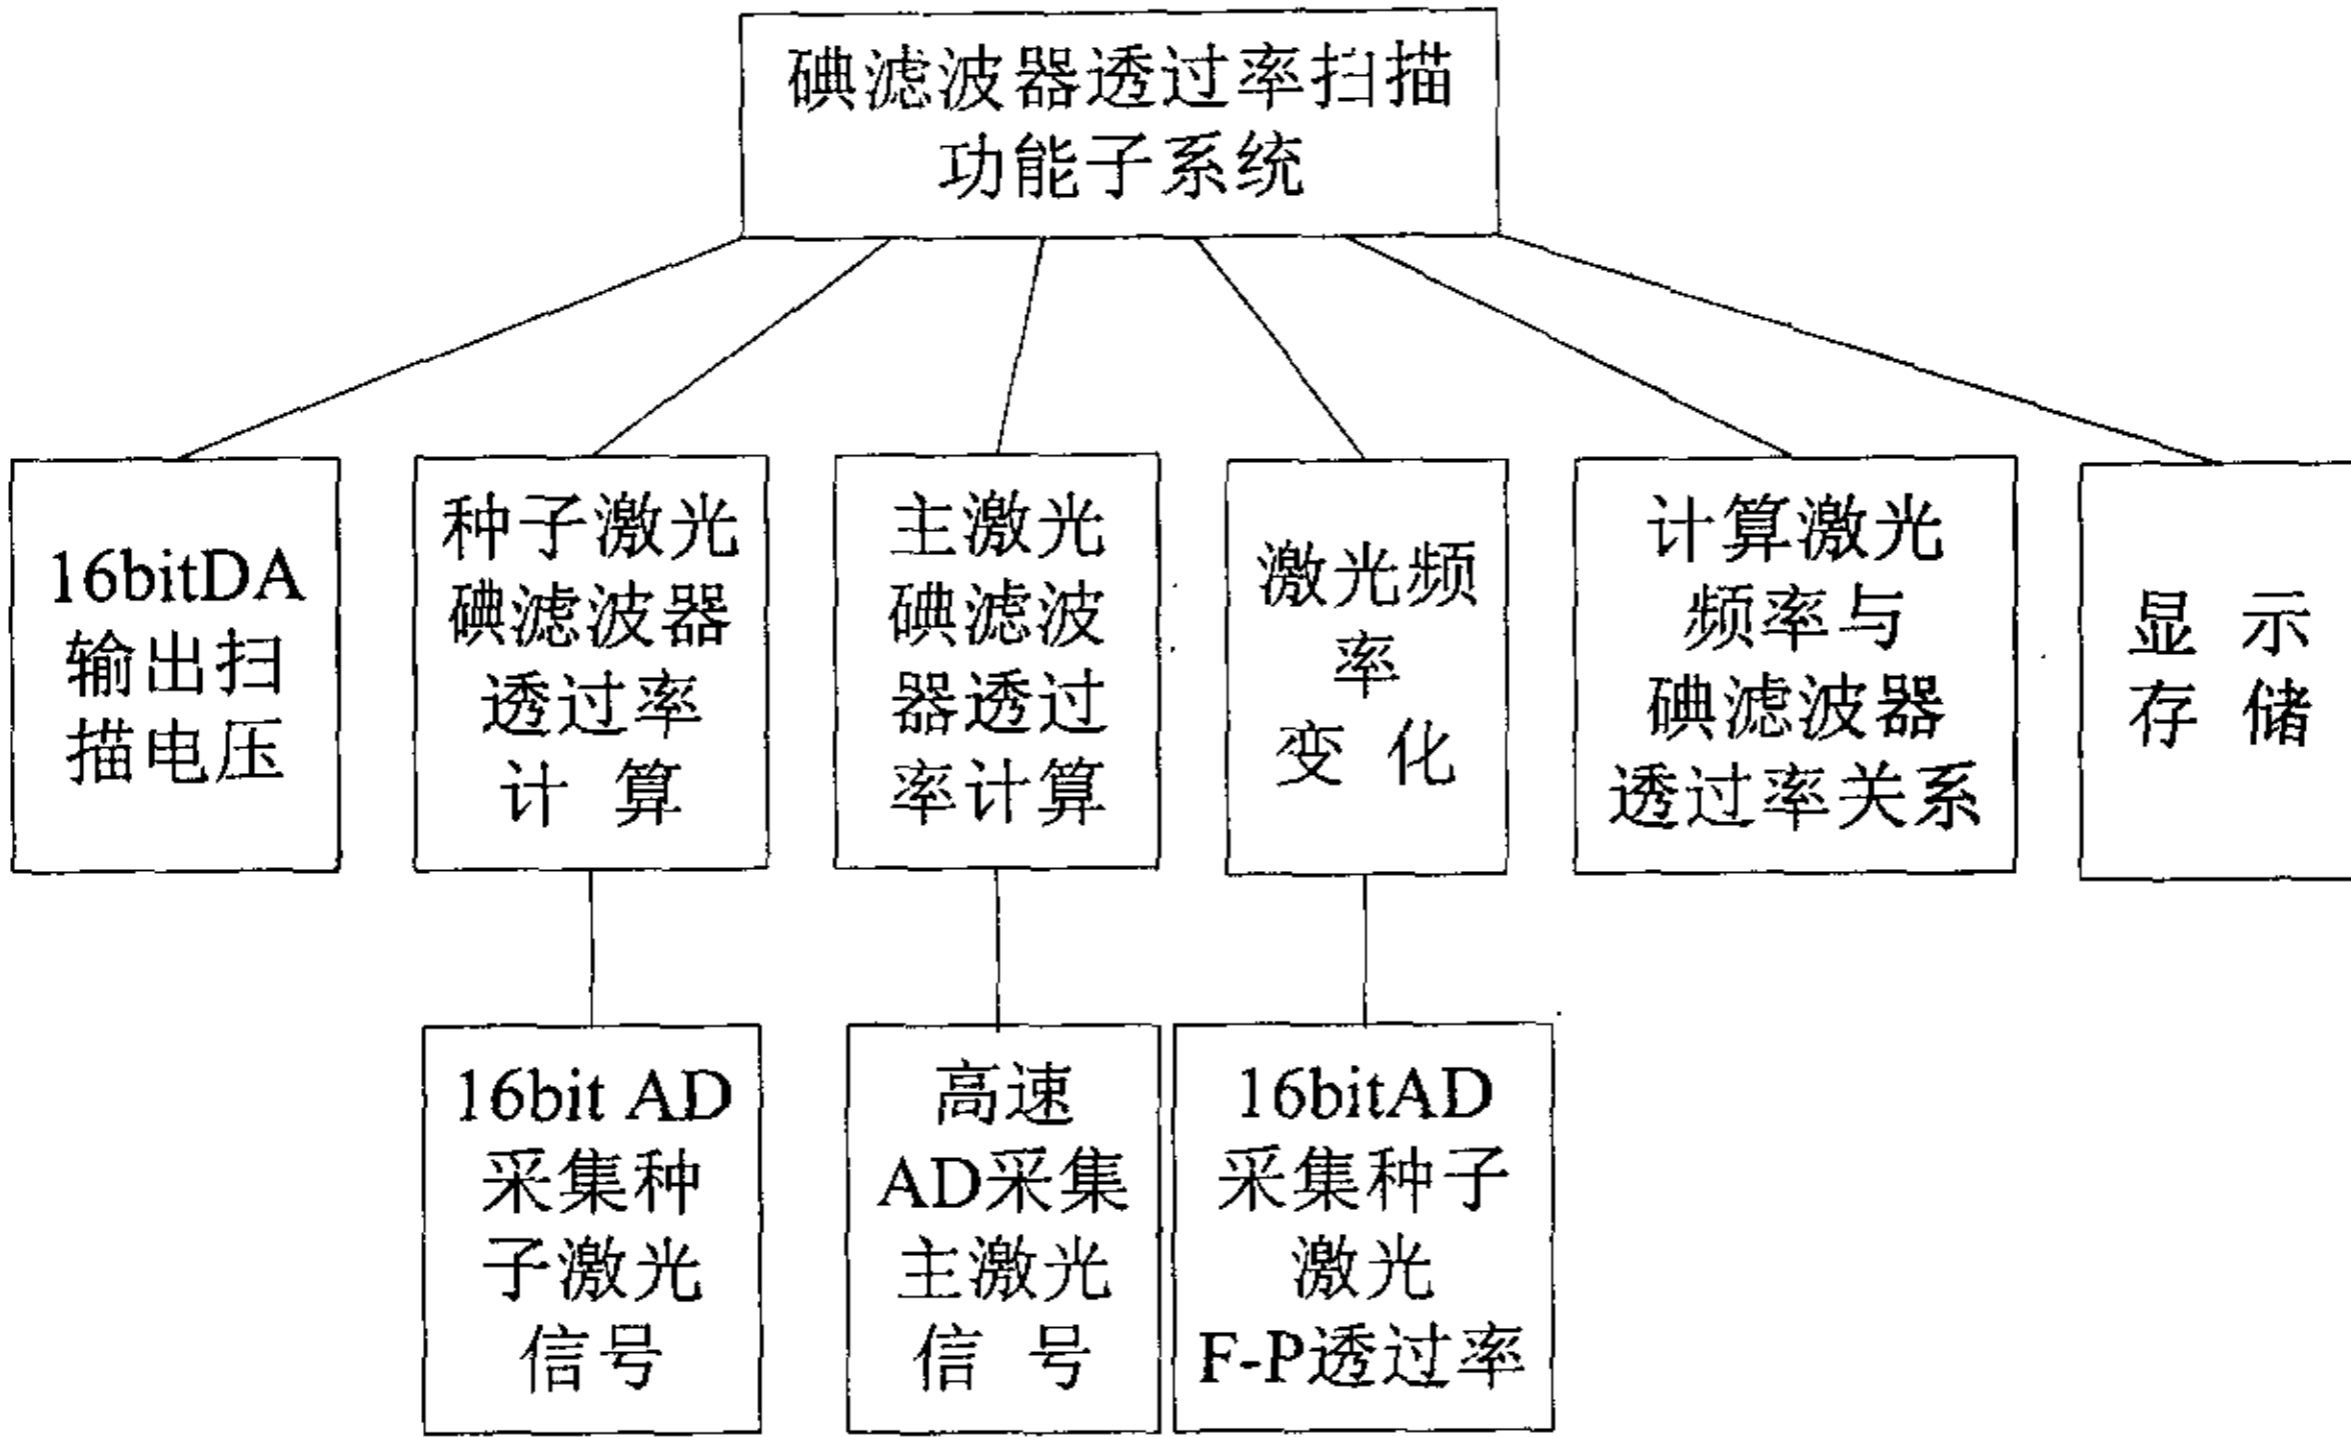 碘滤波器透过率扫描
功能子系统
16bitDA
输出扫
描电压
种子激光
碘滤波器
透过率
计 算
主激光
碘滤波
器透过
率计算
激光频
率
变 化
计算激光
频率与
碘滤波器
透过率关系
显 示
存 储
16bit AD
采集种
子激光
信号
高速
AD采集
主激光
信 号
16bitAD
采集种子
激光
F-P透过率